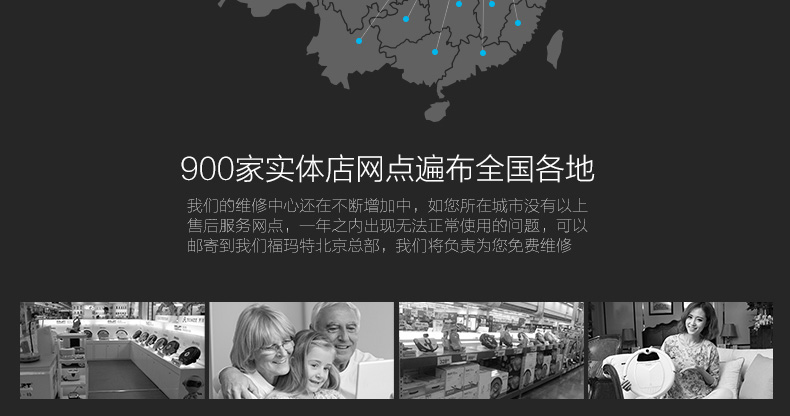 900家实体店网点遍布全国各地
我们的维修中心还在不断增加中，如您所在城市没有以上
售后服务网点，一年之内出现无法正常使用的问题，可以
邮寄到我们福玛特北京总部，我们将负责为您免费维修